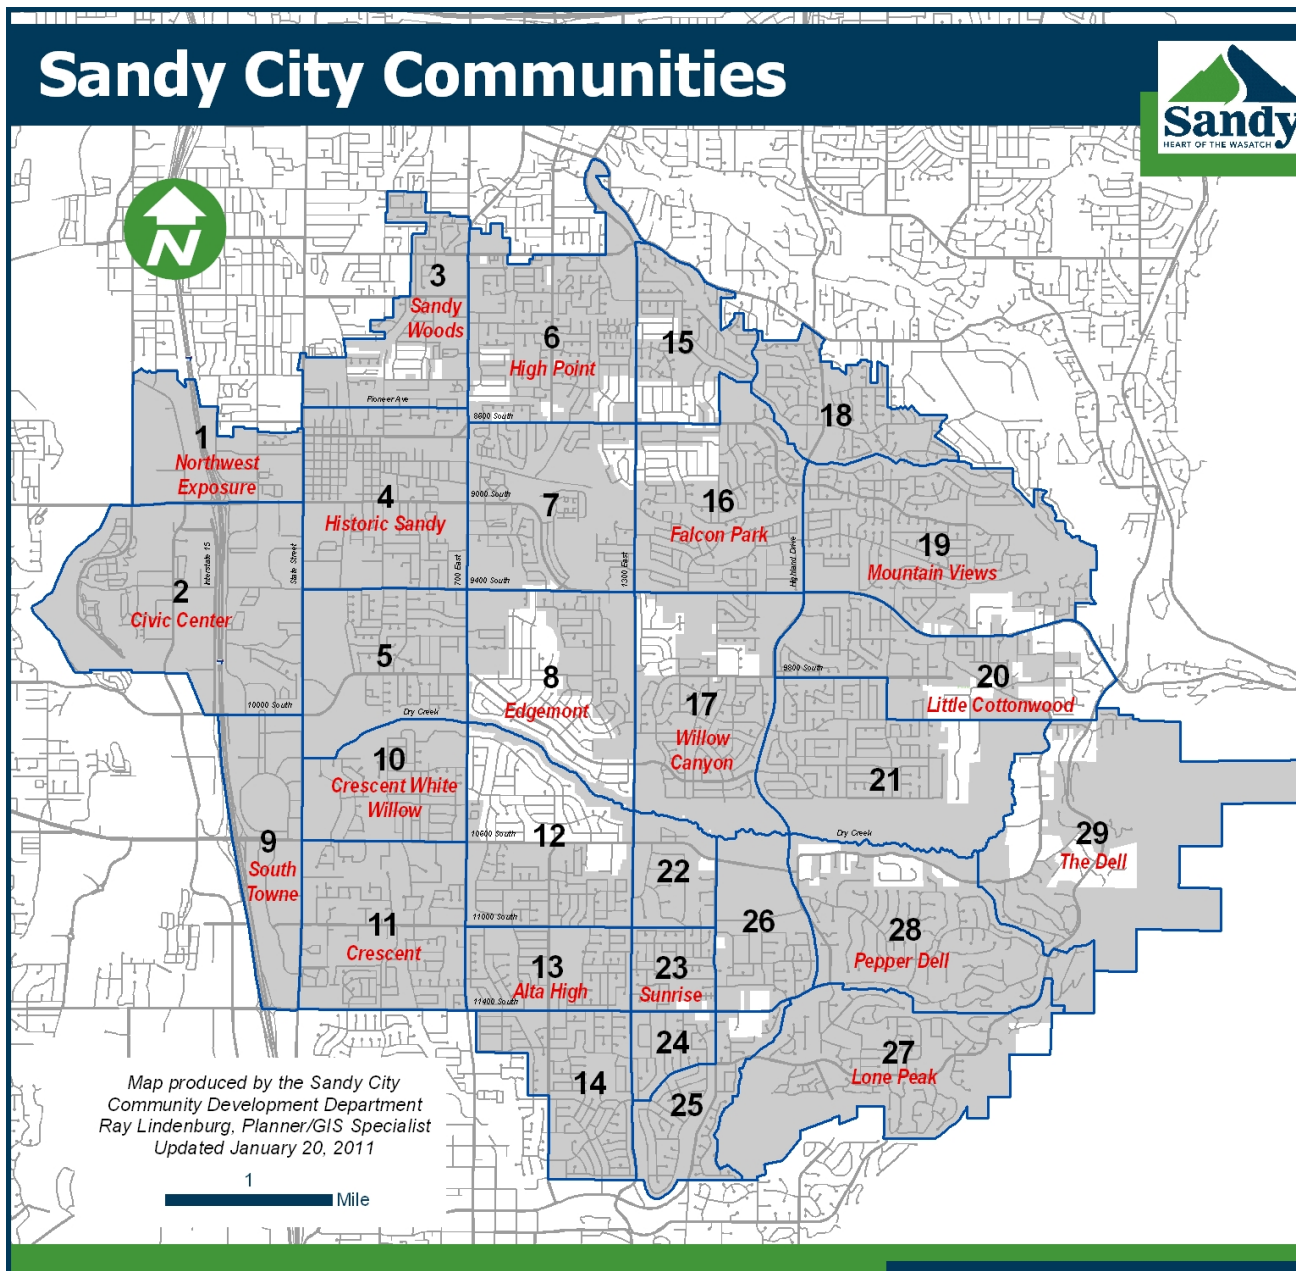 Sandy City Communities
Sandy
HEART OF THE WASATCH
N
3
Sandy
Woods
6
High Point
15
18
Pioneer Ave
8600 South
1
Northwest
Exposure
4
Historic Sandy
9000 South
7
16
Falcon Park
19
Mountain Views
2
Civic Center
Interstate 15
State Street
700 East
9400 South
1300 East
Highland Drive
5
8
Edgemont
17
Willow
Canyon
9800 South
20
Little Cottonwood
10000 South
Dry Creek
10
Crescent White
Willow
21
9
South
Towne
10600 South
12
Dry Creek
29
The Dell
22
11
Crescent
11000 South
26
28
Pepper Dell
13
Alta High
23
Sunrise
11400 South
24
27
Lone Peak
14
25
Map produced by the Sandy City
Community Development Department
Ray Lindenburg, Planner/GIS Specialist
Updated January 20, 2011
1
Mile